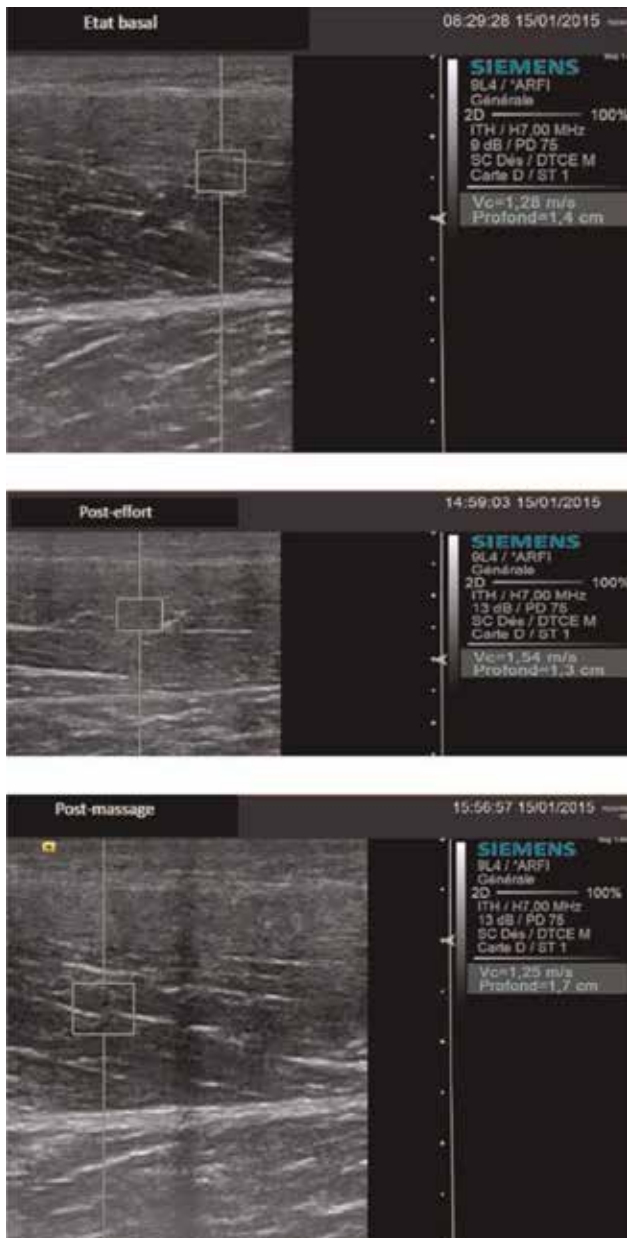 Etat basal
08:29:28 15/01/2015
SIEMENS
9L4 / *ARFI
Générale
2D 100%
ITH / H7,00 MHz
9 dB / PD 75
SC Dés / DTCE M
Carte D / ST 1
Vc=1,28 m/s
Profond=1,4 cm
Post-effort
14:59:03 15/01/2015
SIEMENS
9L4 / *ARFI
Générale
2D 100%
ITH / H7,00 MHz
13 dB / PD 75
SC Dés / DTCE M
Carte D / ST 1
Vc=1,54 m/s
Profond=1,3 cm
Post-massage
15:56:57 15/01/2015
SIEMENS
9L4 / *ARFI
Générale
2D 100%
ITH / H7,00 MHz
13 dB / PD 75
SC Dés / DTCE M
Carte D / ST 1
Vc=1,25 m/s
Profond=1,7 cm